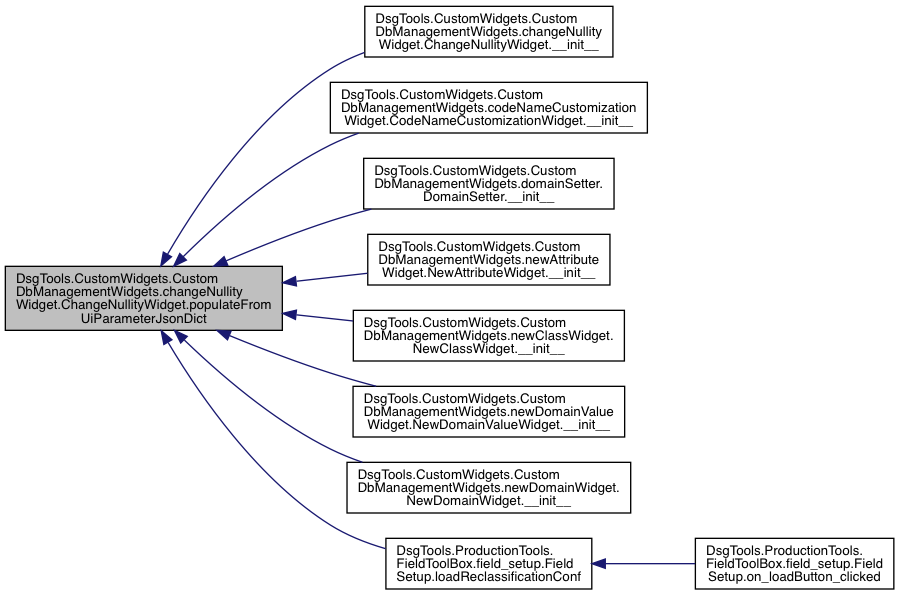 DsgTools.CustomWidgets.Custom
DbManagementWidgets.changeNullity
Widget.ChangeNullityWidget.__init__
DsgTools.CustomWidgets.Custom
DbManagementWidgets.codeNameCustomization
Widget.CodeNameCustomizationWidget.__init__
DsgTools.CustomWidgets.Custom
DbManagementWidgets.domainSetter.
DomainSetter.__init__
DsgTools.CustomWidgets.Custom
DbManagementWidgets.newAttribute
Widget.NewAttributeWidget.__init__
DsgTools.CustomWidgets.Custom
DbManagementWidgets.changeNullity
Widget.ChangeNullityWidget.populateFrom
UiParameterJsonDict
DsgTools.CustomWidgets.Custom
DbManagementWidgets.newClassWidget.
NewClassWidget.__init__
DsgTools.CustomWidgets.Custom
DbManagementWidgets.newDomainValue
Widget.NewDomainValueWidget.__init__
DsgTools.CustomWidgets.Custom
DbManagementWidgets.newDomainWidget.
NewDomainWidget.__init__
DsgTools.ProductionTools.
FieldToolBox.field_setup.Field
Setup.loadReclassificationConf
DsgTools.ProductionTools.
FieldToolBox.field_setup.Field
Setup.on_loadButton_clicked